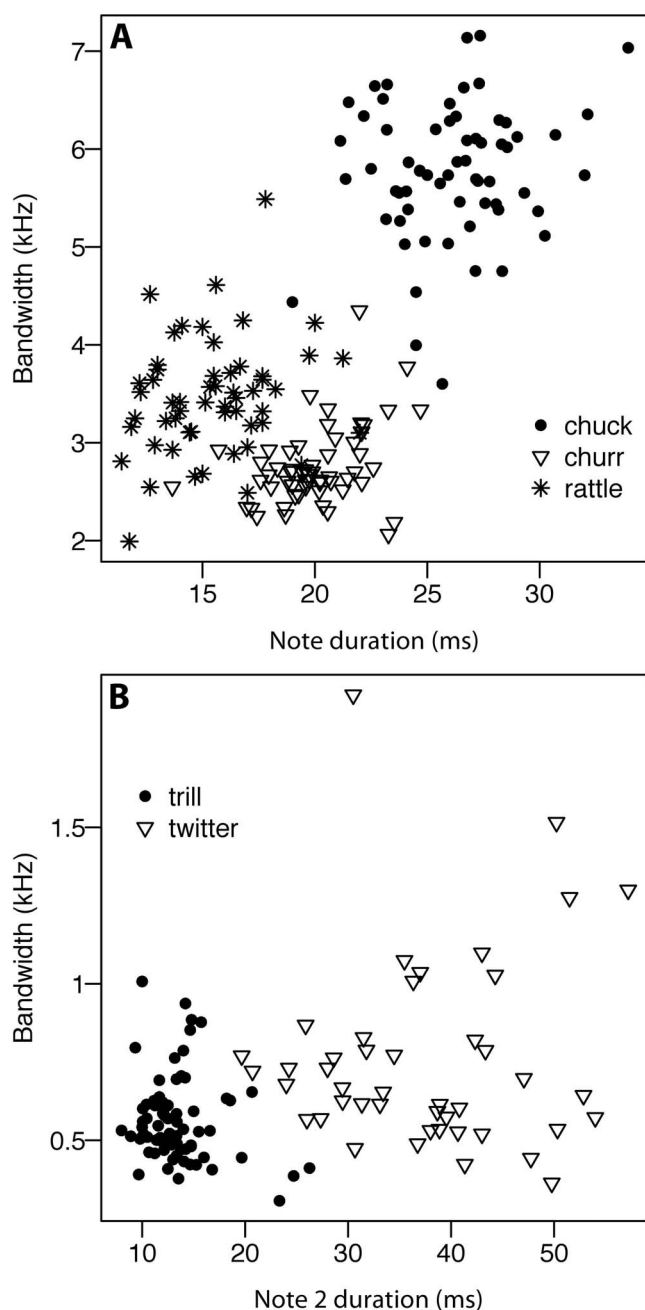 A
7
6
5
4
3
2
Bandwidth (kHz)
chuck
churr
rattle
15 20 25 30
Note duration (ms)
B
trill
twitter
1.5
1
0.5
Bandwidth (kHz)
10 20 30 40 50
Note 2 duration (ms)